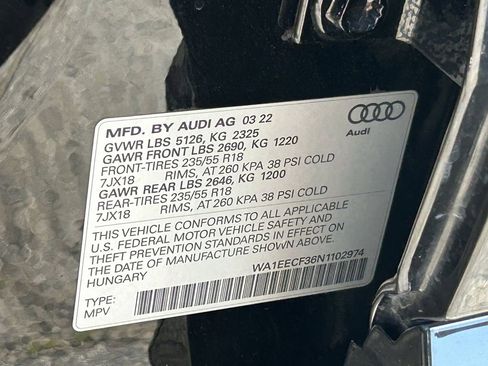 MFD. BY AUDI AG 03 22
GVWR LBS 5126, KG 2325
GAWR FRONT LBS 2690, KG 1220
FRONT-TIRES 235/55 R18
7JX18 RIMS, AT 260 KPA 38 PSI COLD
GAWR REAR LBS 2646, KG 1200
REAR-TIRES 235/55 R18
7JX18 RIMS, AT 260 KPA 38 PSI COLD
THIS VEHICLE CONFORMS TO ALL APPLICABLE
U.S. FEDERAL MOTOR VEHICLE SAFETY AND
THEFT PREVENTION STANDARDS IN EFFECT ON
THE DATE OF MANUFACTURE SHOWN ABOVE.
HUNGARY
WA1EECF36N1102974
TYPE:
MPV
Audi